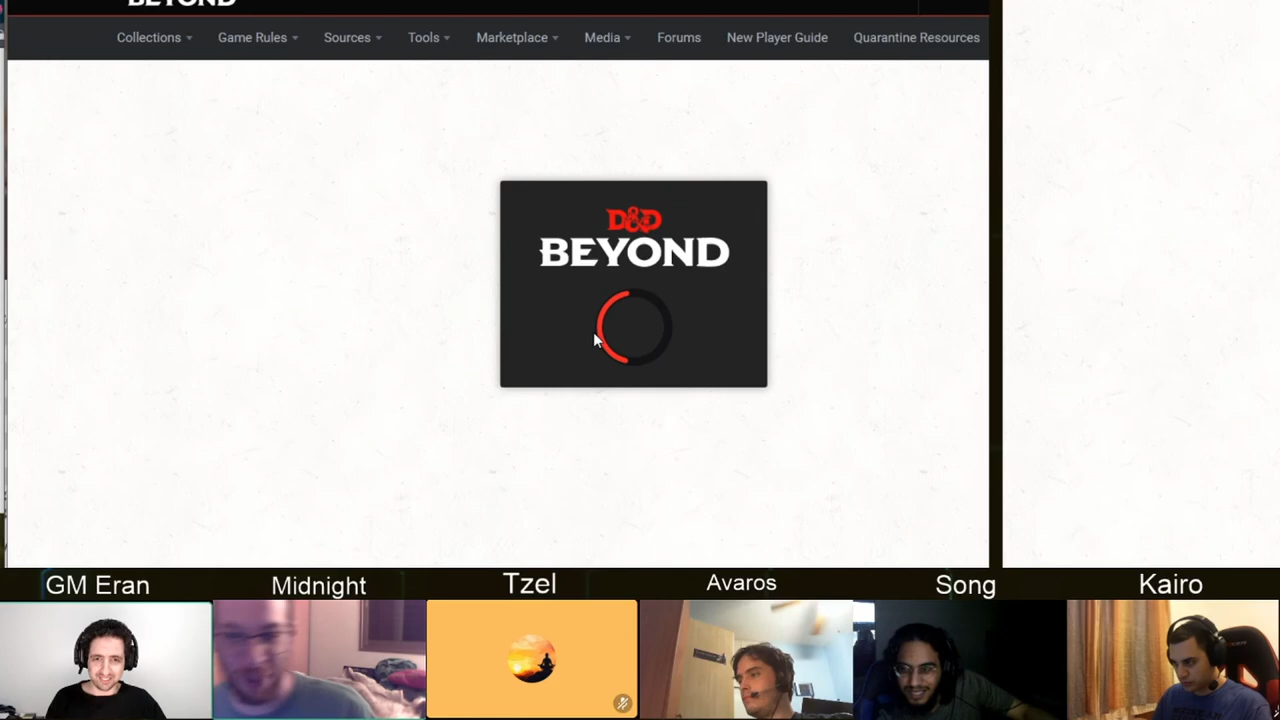 BEYOND
Collections Game Rules Sources Tools Marketplace Media Forums New Player Guide Quarantine Resources
D&D
BEYOND
GM Eran Midnight Tzel Avaros Song Kairo